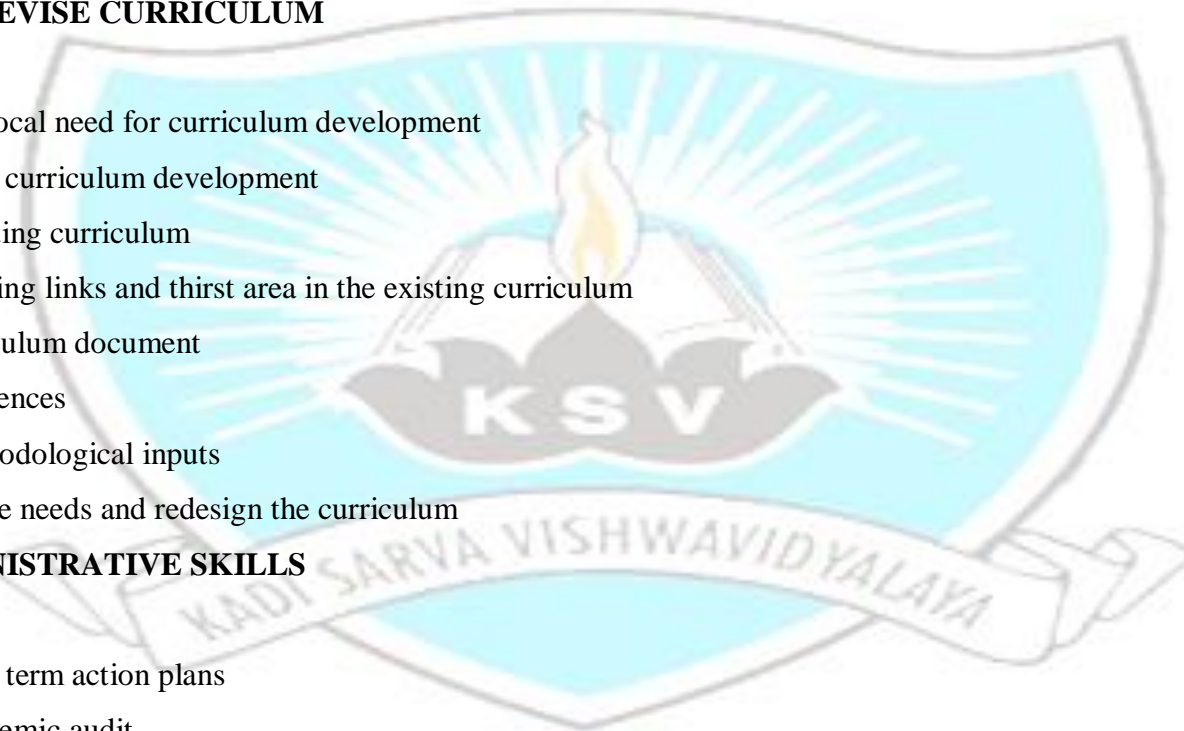 EVISE CURRICULUM
ocal need for curriculum development
curriculum development
ing curriculum
ing links and thirst area in the existing curriculum
ulum document
ences
odological inputs
e needs and redesign the curriculum
NISTRATIVE SKILLS
term action plans
emic audit
KSV
KADI SARVA VISHWAVIDYALAYA